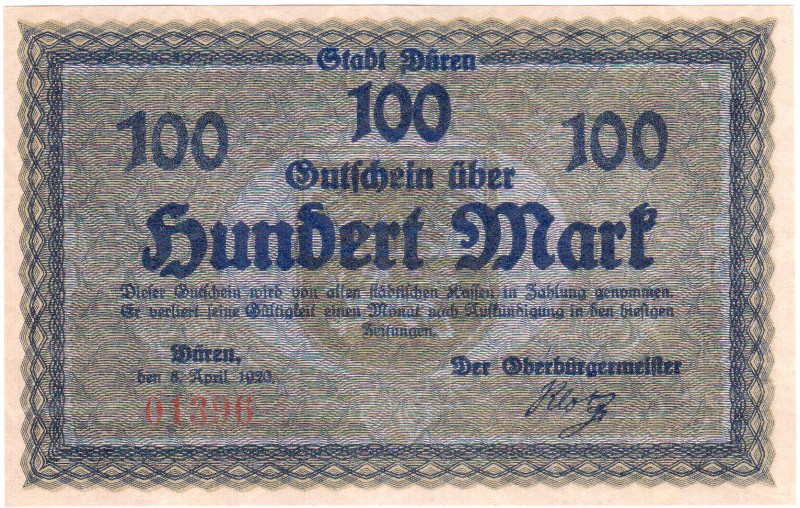 Stadt Düren
100 100 100
Gutschein über
Hundert Mark
Dieser Gutschein wird von allen städtischen Kassen in Zahlung genommen.
Er verliert seine Gültigkeit einen Monat nach Aufkündigung in den hiesigen
Zeitungen.
Düren,
den 8. April 1920.
Der Oberbürgermeister
01396
Klotz